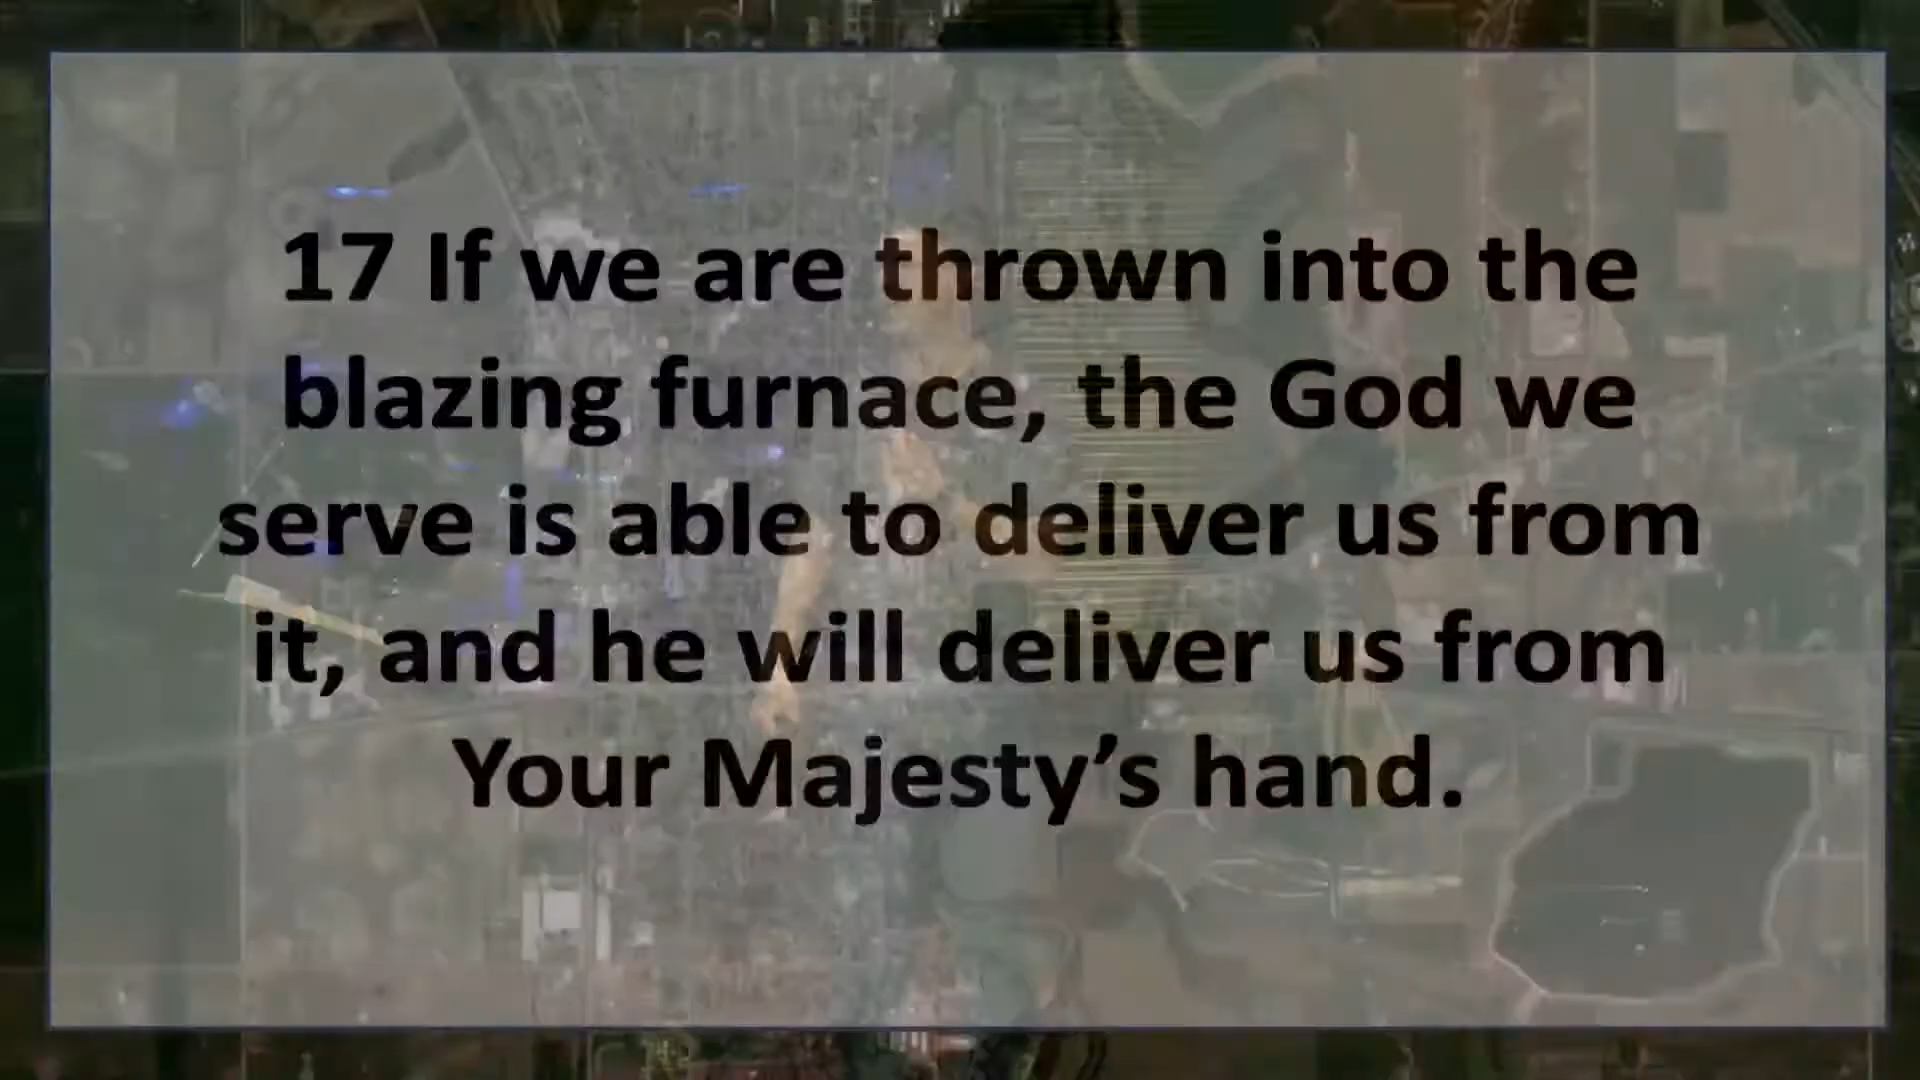 17 If we are thrown into the
blazing furnace, the God we
serve is able to deliver us from
it, and he will deliver us from
Your Majesty’s hand.